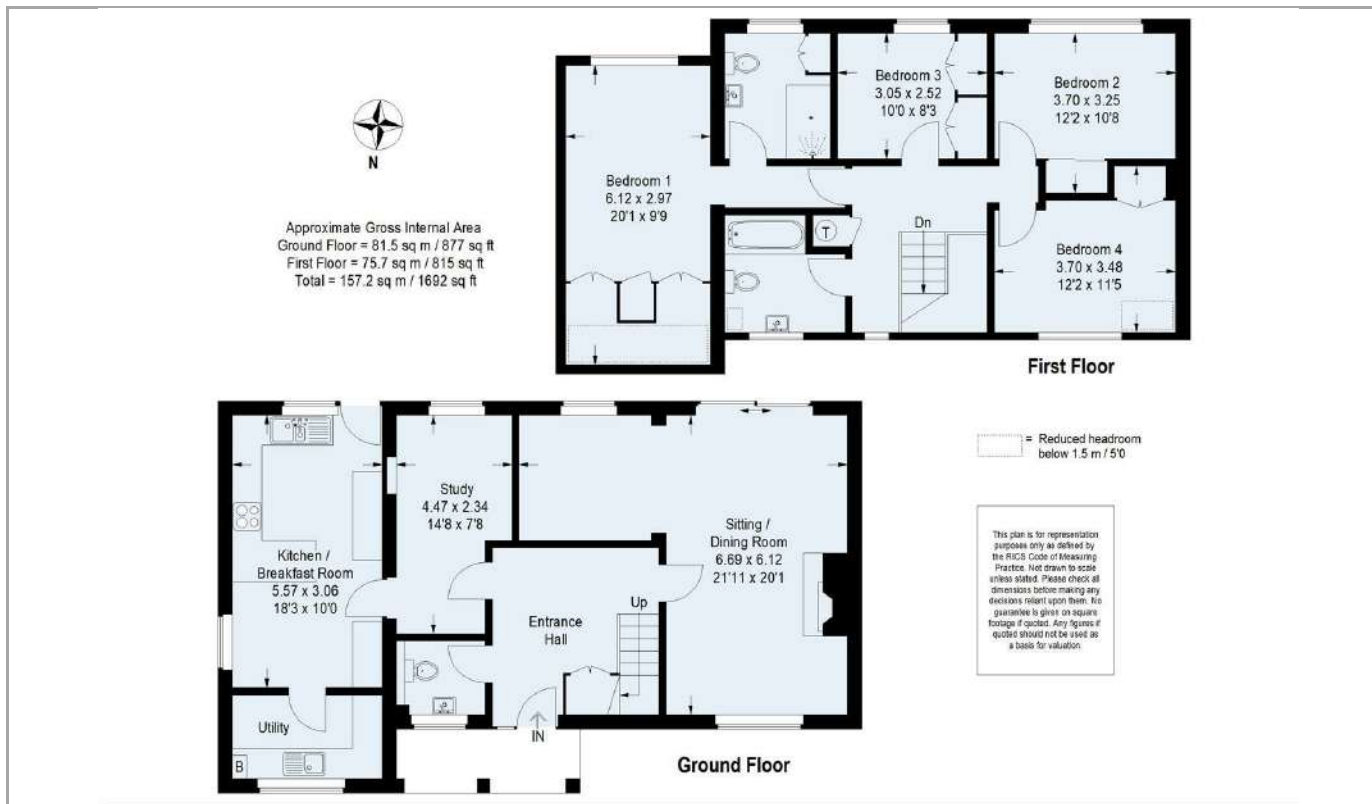 N
Approximate Gross Internal Area
Ground Floor = 81.5 sq m / 877 sq ft
First Floor = 75.7 sq m / 815 sq ft
Total = 157.2 sq m / 1692 sq ft
Bedroom 1
6.12 x 2.97
20'1 x 9'9
Bedroom 3
3.05 x 2.52
10'0 x 8'3
Bedroom 2
3.70 x 3.25
12'2 x 10'8
T
Dn
Bedroom 4
3.70 x 3.48
12'2 x 11'5
First Floor
= Reduced headroom
below 1.5 m / 5'0
Kitchen /
Breakfast Room
5.57 x 3.06
18'3 x 10'0
Study
4.47 x 2.34
14'8 x 7'8
Sitting /
Dining Room
6.69 x 6.12
21'11 x 20'1
Entrance
Hall
Up
Utility
B
IN
Ground Floor
This plan is for representation
purposes only as defined by
the RICS Code of Measuring
Practice. Not drawn to scale
unless stated. Please check all
dimensions before making any
decisions reliant upon them. No
guarantee is given on square
footage if quoted. Any figures if
quoted should not be used as
a basis for valuation.